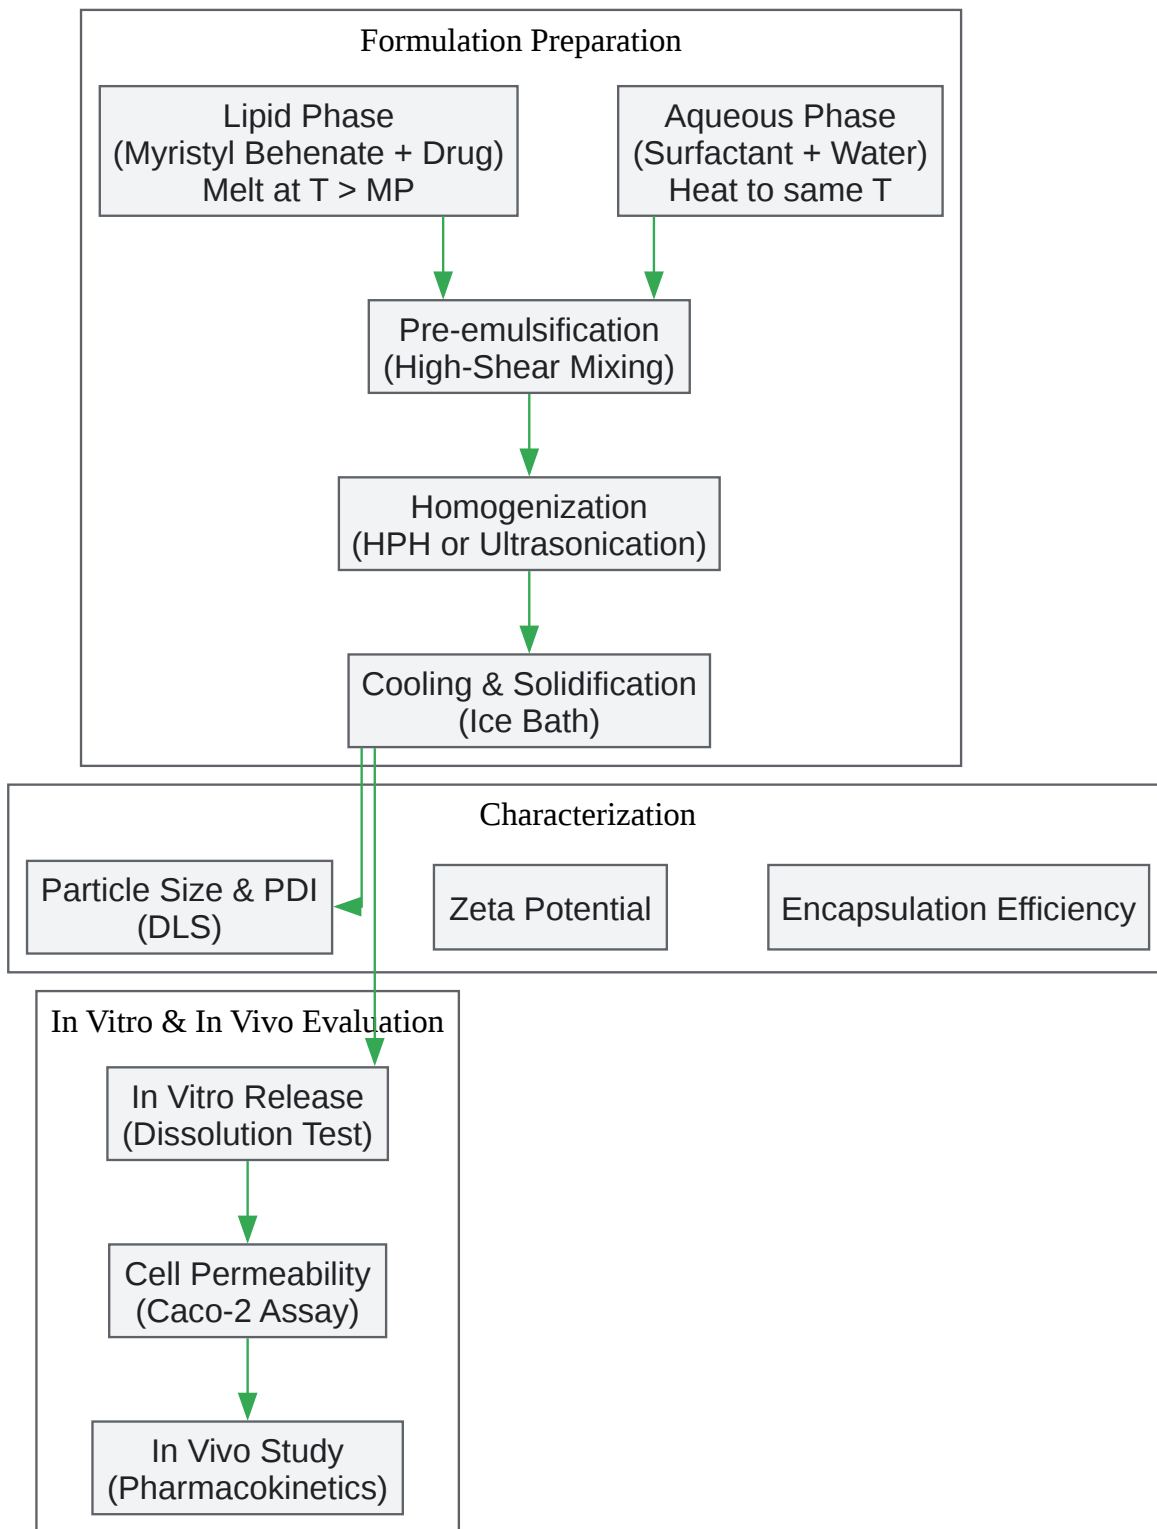 Formulation Preparation
Lipid Phase
(Myristyl Behenate + Drug)
Melt at T > MP
Aqueous Phase
(Surfactant + Water)
Heat to same T
Pre-emulsification
(High-Shear Mixing)
Homogenization
(HPH or Ultrasonication)
Cooling & Solidification
(Ice Bath)
Characterization
Particle Size & PDI
(DLS)
Zeta Potential
Encapsulation Efficiency
In Vitro & In Vivo Evaluation
In Vitro Release
(Dissolution Test)
Cell Permeability
(Caco-2 Assay)
In Vivo Study
(Pharmacokinetics)